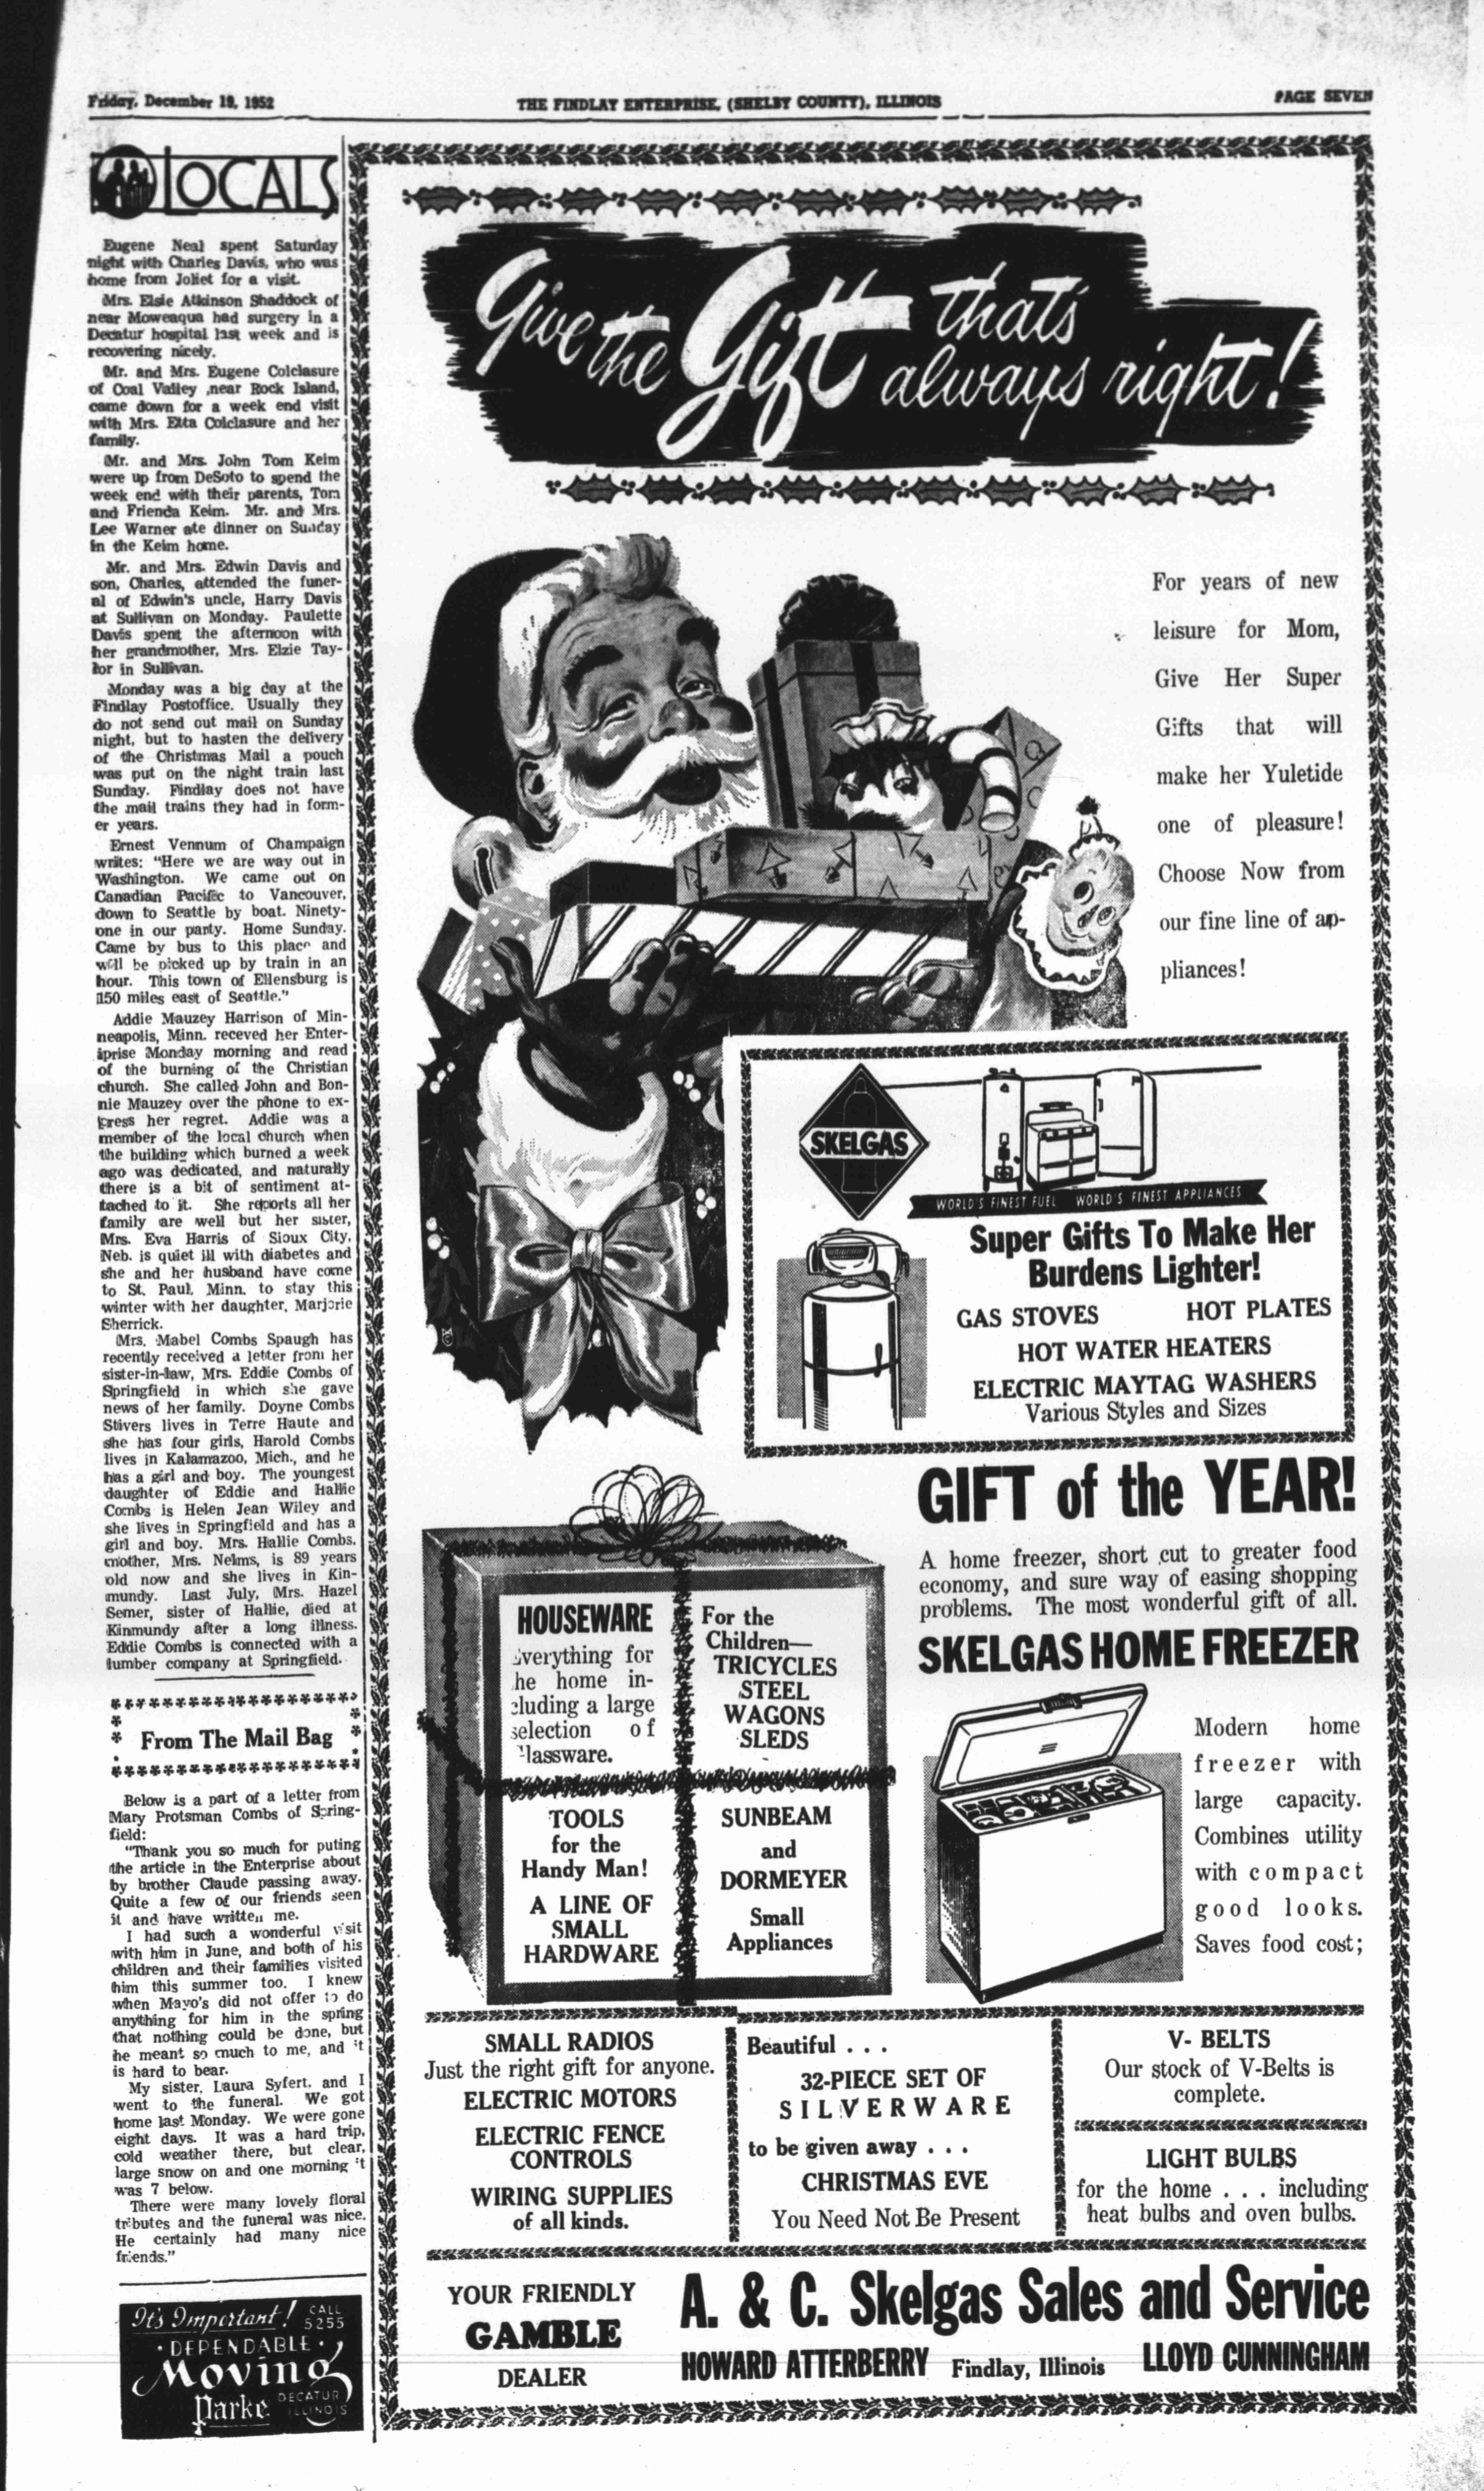 Friday, December 19, 1952
THE FINDLAY ENTERPRISE, (SHELBY COUNTY), ILLINOIS
PAGE SEVEN
LOCALS
Eugene Neal spent Saturday
night with Charles Davis, who was
home from Joliet for a visit.
Mrs. Elsie Atkinson Shaddock of
near Moweaqua had surgery in a
Decatur hospital last week and is
recovering nicely.
Mr. and Mrs. Eugene Colclasure
of Coal Valley ,near Rock Island,
came down for a week end visit
with Mrs. Etta Colclasure and her
family.
Mr. and Mrs. John Tom Keim
were up from DeSoto to spend the
week end with their parents, Tom
and Frienda Keim. Mr. and Mrs.
Lee Warner ate dinner on Sunday
in the Keim home.
Mr. and Mrs. Edwin Davis and
son, Charles, attended the funer-
al of Edwin's uncle, Harry Davis
at Sullivan on Monday. Paulette
Davis spent the afternoon with
her grandmother, Mrs. Elzie Tay-
lor in Sullivan.
Monday was a big day at the
Findlay Postoffice. Usually they
do not send out mail on Sunday
night, but to hasten the delivery
of the Christmas Mail a pouch
was put on the night train last
Sunday. Findlay does not have
the mail trains they had in form-
er years.
Ernest Vennum of Champaign
writes: "Here we are way out in
Washington. We came out on
Canadian Pacific to Vancouver,
down to Seattle by boat. Ninety-
one in our party. Home Sunday.
Came by bus to this place and
will be picked up by train in an
hour. This town of Ellensburg is
150 miles east of Seattle."
Addie Mauzey Harrison of Min-
neapolis, Minn. receved her Enter-
prise Monday morning and read
of the burning of the Christian
church. She called John and Bon-
nie Mauzey over the phone to ex-
press her regret. Addie was a
member of the local church when
the building which burned a week
ago was dedicated, and naturally
there is a bit of sentiment at-
tached to it. She reports all her
family are well but her sister,
Mrs. Eva Harris of Sioux City,
Neb. is quiet ill with diabetes and
she and her husband have come
to St. Paul, Minn. to stay this
winter with her daughter, Marjorie
Sherrick.
Mrs. Mabel Combs Spaugh has
recently received a letter from her
sister-in-law, Mrs. Eddie Combs of
Springfield in which she gave
news of her family. Doyne Combs
Stivers lives in Terre Haute and
she has four girls, Harold Combs
lives in Kalamazoo, Mich., and he
has a girl and boy. The youngest
daughter of Eddie and Hallie
Combs is Helen Jean Wiley and
she lives in Springfield and has a
girl and boy. Mrs. Hallie Combs,
mother, Mrs. Nelms, is 89 years
old now and she lives in Kin-
mundy. Last July, Mrs. Hazel
Semer, sister of Hallie, died at
Kinmundy after a long illness.
Eddie Combs is connected with a
lumber company at Springfield.
From The Mail Bag
Below is a part of a letter from
Mary Protsman Combs of Spring-
field:
"Thank you so much for puting
the article in the Enterprise about
by brother Claude passing away.
Quite a few of our friends seen
it and have written me.
I had such a wonderful visit
with him in June, and both of his
children and their families visited
him this summer too. I knew
when Mayo's did not offer to do
anything for him in the spring
that nothing could be done, but
he meant so much to me, and it
is hard to bear.
My sister, Laura Syfert, and I
went to the funeral. We got
home last Monday. We were gone
eight days. It was a hard trip,
cold weather there, but clear,
large snow on and one morning it
was 7 below.
There were many lovely floral
tributes and the funeral was nice.
He certainly had many nice
friends."
It's Important! CALL
5255
DEPENDABLE
Moving
Parke DECATUR
ILLINOIS
Give the Gift that's
always right!
For years of new
leisure for Mom,
Give Her Super
Gifts that will
make her Yuletide
one of pleasure!
Choose Now from
our fine line of ap-
pliances!
SKELGAS
WORLD'S FINEST FUEL WORLD'S FINEST APPLIANCES
Super Gifts To Make Her
Burdens Lighter!
GAS STOVES HOT PLATES
HOT WATER HEATERS
ELECTRIC MAYTAG WASHERS
Various Styles and Sizes
GIFT of the YEAR!
A home freezer, short cut to greater food
economy, and sure way of easing shopping
problems. The most wonderful gift of all.
SKELGAS HOME FREEZER
Modern home
freezer with
large capacity.
Combines utility
with compact
good looks.
Saves food cost;
HOUSEWARE
Everything for
the home in-
cluding a large
selection of
Glassware.
For the
Children—
TRICYCLES
STEEL
WAGONS
SLEDS
TOOLS
for the
Handy Man!
A LINE OF
SMALL
HARDWARE
SUNBEAM
and
DORMEYER
Small
Appliances
SMALL RADIOS
Just the right gift for anyone.
ELECTRIC MOTORS
ELECTRIC FENCE
CONTROLS
WIRING SUPPLIES
of all kinds.
Beautiful . . .
32-PIECE SET OF
SILVERWARE
to be given away . . .
CHRISTMAS EVE
You Need Not Be Present
V- BELTS
Our stock of V-Belts is
complete.
LIGHT BULBS
for the home . . . including
heat bulbs and oven bulbs.
YOUR FRIENDLY
GAMBLE
DEALER
A. & C. Skelgas Sales and Service
HOWARD ATTERBERRY Findlay, Illinois LLOYD CUNNINGHAM